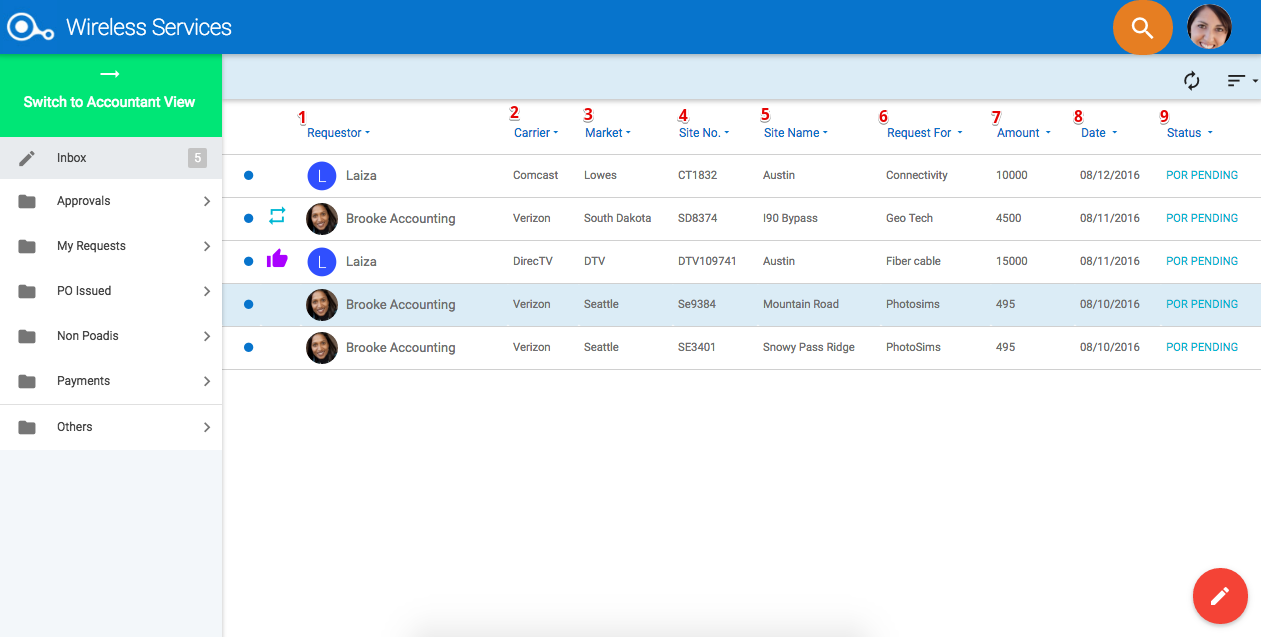 Wireless Services
Switch to Accountant View
Inbox 5
Approvals
My Requests
PO Issued
Non Poadis
Payments
Others
1 2 3 4 5 6 7 8 9
Requestor Carrier Market Site No. Site Name Request For Amount Date Status
L Laiza Comcast Lowes CT1832 Austin Connectivity 10000 08/12/2016 POR PENDING
Brooke Accounting Verizon South Dakota SD8374 I90 Bypass Geo Tech 4500 08/11/2016 POR PENDING
L Laiza DirecTV DTV DTV109741 Austin Fiber cable 15000 08/11/2016 POR PENDING
Brooke Accounting Verizon Seattle Se9384 Mountain Road Photosims 495 08/10/2016 POR PENDING
Brooke Accounting Verizon Seattle SE3401 Snowy Pass Ridge PhotoSims 495 08/10/2016 POR PENDING